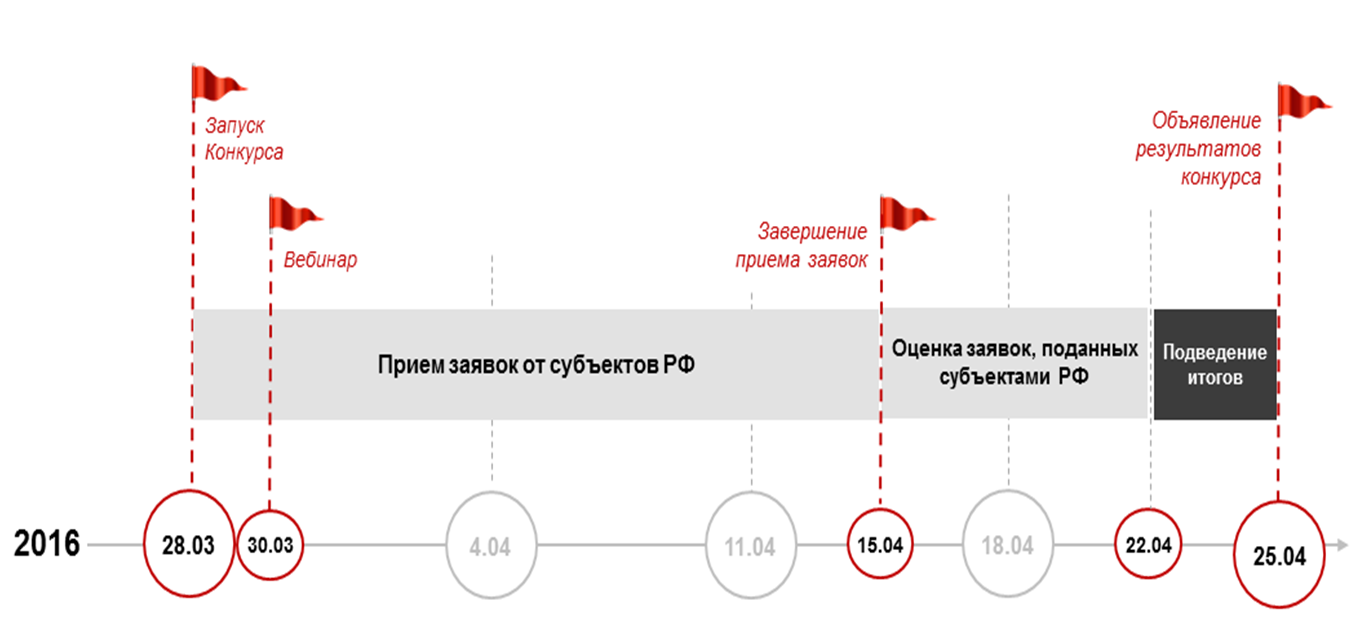 Запуск
Конкурса
Вебинар
Завершение
приема заявок
Объявление
результатов
конкурса
Прием заявок от субъектов РФ
Оценка заявок, поданных
субъектами РФ
Подведение
итогов
2016
28.03
30.03
4.04
11.04
15.04
18.04
22.04
25.04